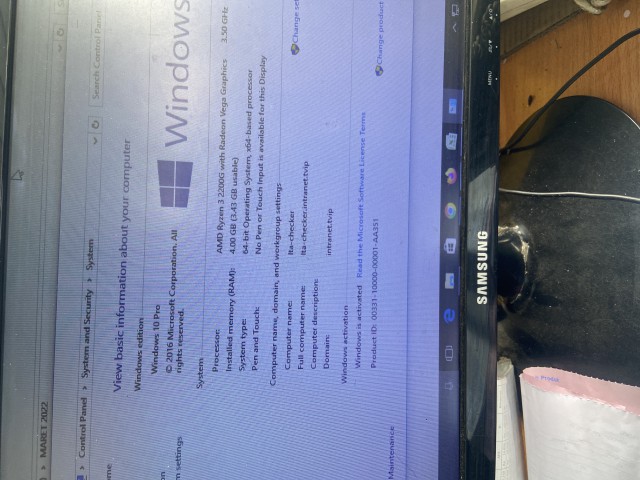 MARET 2022
Control Panel > System and Security > System
Search Control Panel
View basic information about your computer
Windows edition
Windows 10 Pro
© 2016 Microsoft Corporation. All
rights reserved.
Windows
System
Processor: AMD Ryzen 3 2200G with Radeon Vega Graphics 3.50 GHz
Installed memory (RAM): 4.00 GB (3.43 GB usable)
System type: 64-bit Operating System, x64-based processor
Pen and Touch: No Pen or Touch Input is available for this Display
Computer name, domain, and workgroup settings
Computer name: lta-checker
Change set
Full computer name: lta-checker.intranet.tvip
Computer description:
Domain: intranet.tvip
Windows activation
Windows is activated Read the Microsoft Software License Terms
Product ID: 00331-10000-00001-AA351
Change product
settings
Maintenance
SAMSUNG
MENU